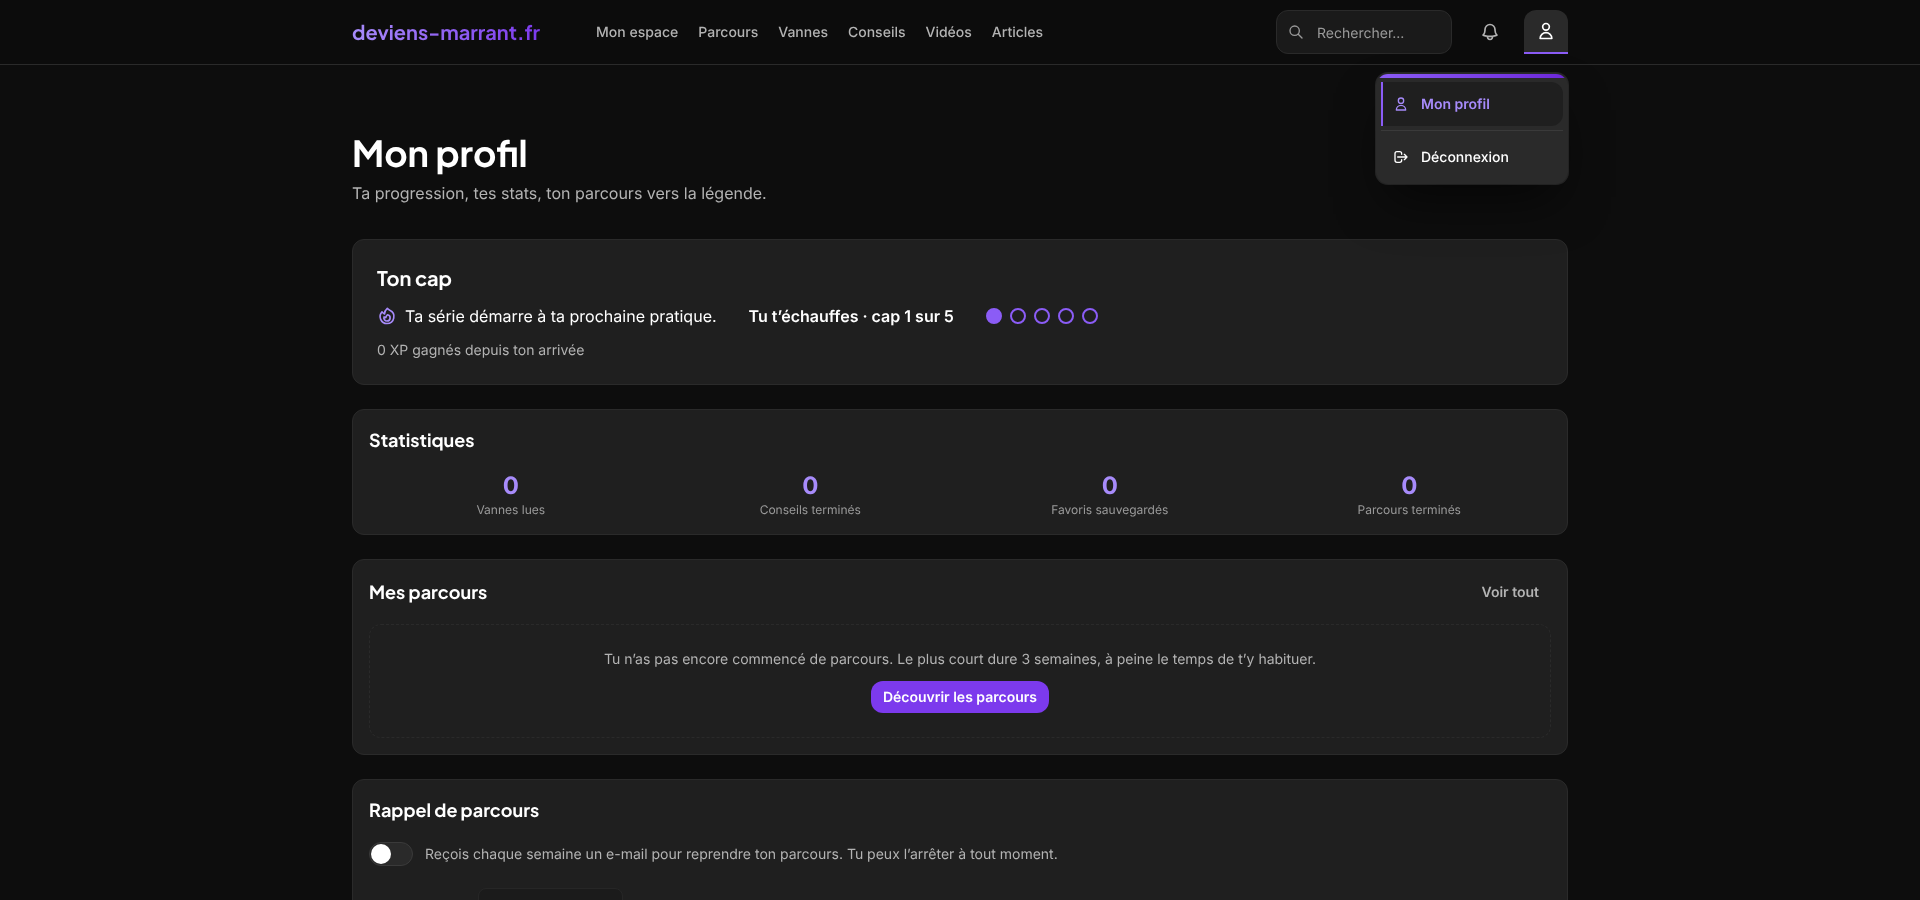 deviens-marrant.fr
Mon espace
Parcours
Vannes
Conseils
Vidéos
Articles
Rechercher...
Mon profil
Déconnexion
Mon profil
Ta progression, tes stats, ton parcours vers la légende.
Ton cap
Ta série démarre à ta prochaine pratique.
Tu t’échauffes · cap 1 sur 5
0 XP gagnés depuis ton arrivée
Statistiques
0
Vannes lues
0
Conseils terminés
0
Favoris sauvegardés
0
Parcours terminés
Mes parcours
Voir tout
Tu n’as pas encore commencé de parcours. Le plus court dure 3 semaines, à peine le temps de t’y habituer.
Découvrir les parcours
Rappel de parcours
Reçois chaque semaine un e-mail pour reprendre ton parcours. Tu peux l’arrêter à tout moment.